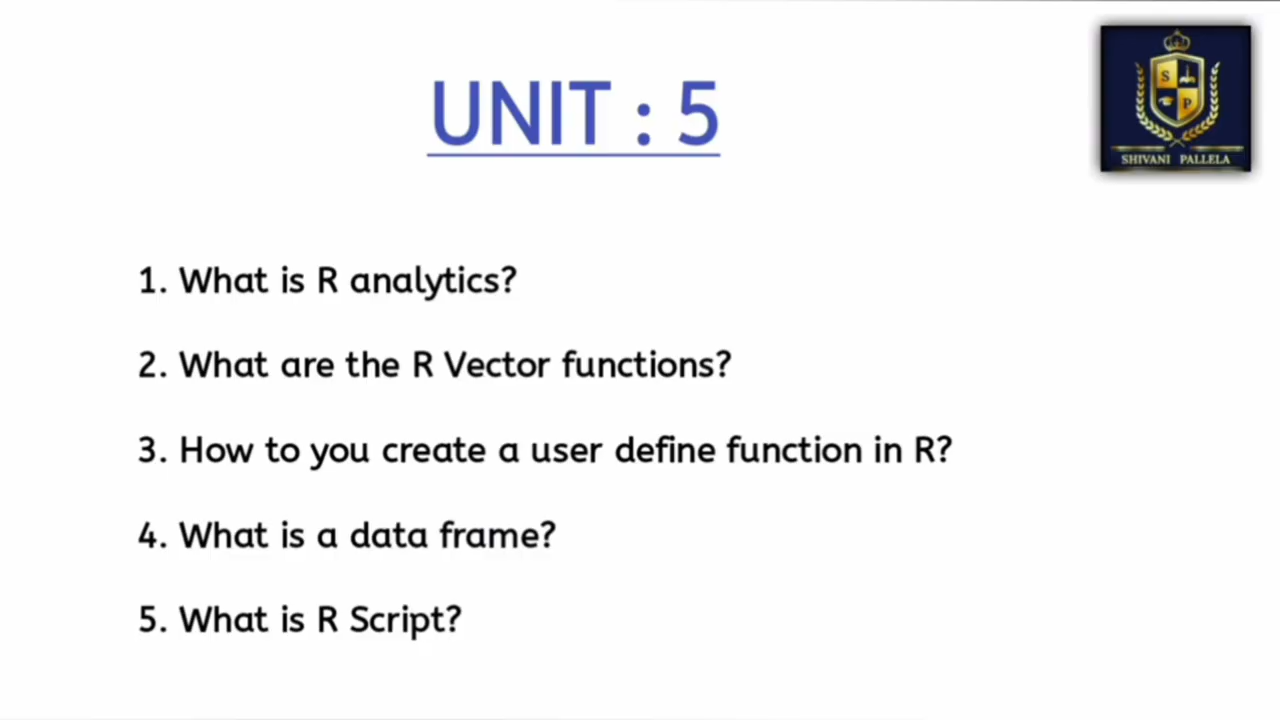 UNIT : 5
S
P
SHIVANI PALLELA
1. What is R analytics?
2. What are the R Vector functions?
3. How to you create a user define function in R?
4. What is a data frame?
5. What is R Script?